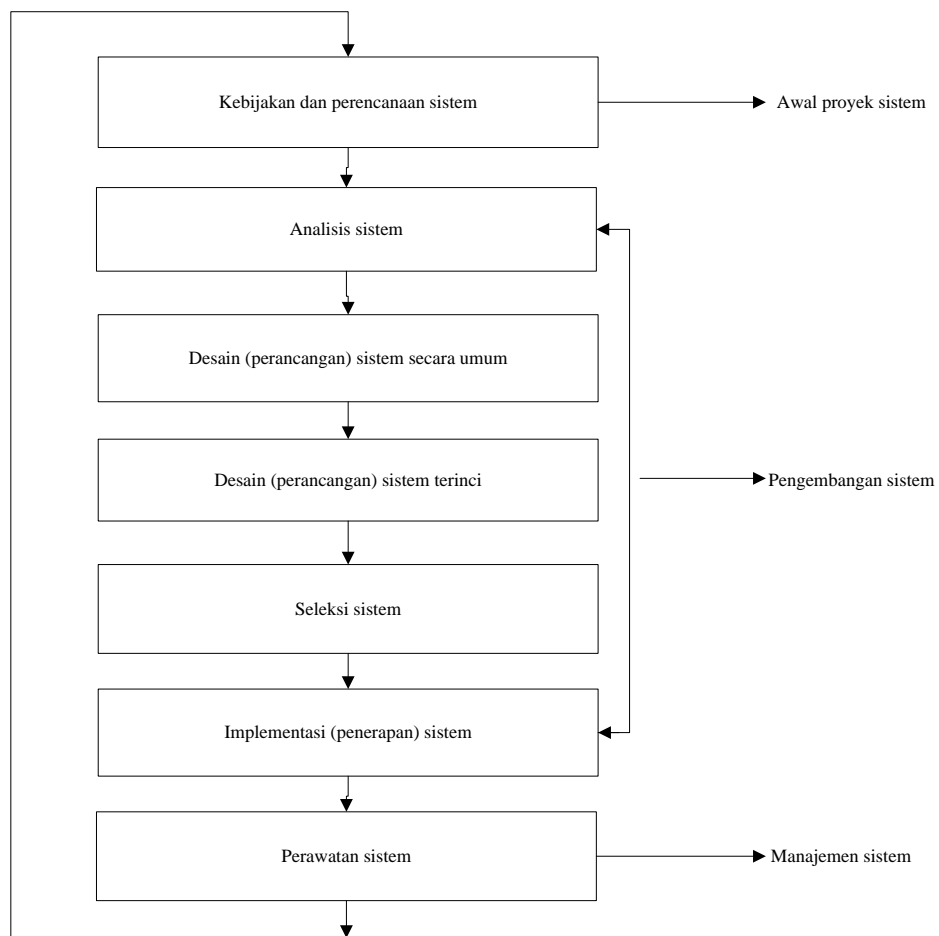 Kebijakan dan perencanaan sistem
Awal proyek sistem
Analisis sistem
Desain (perancangan) sistem secara umum
Desain (perancangan) sistem terinci
Pengembangan sistem
Seleksi sistem
Implementasi (penerapan) sistem
Perawatan sistem
Manajemen sistem